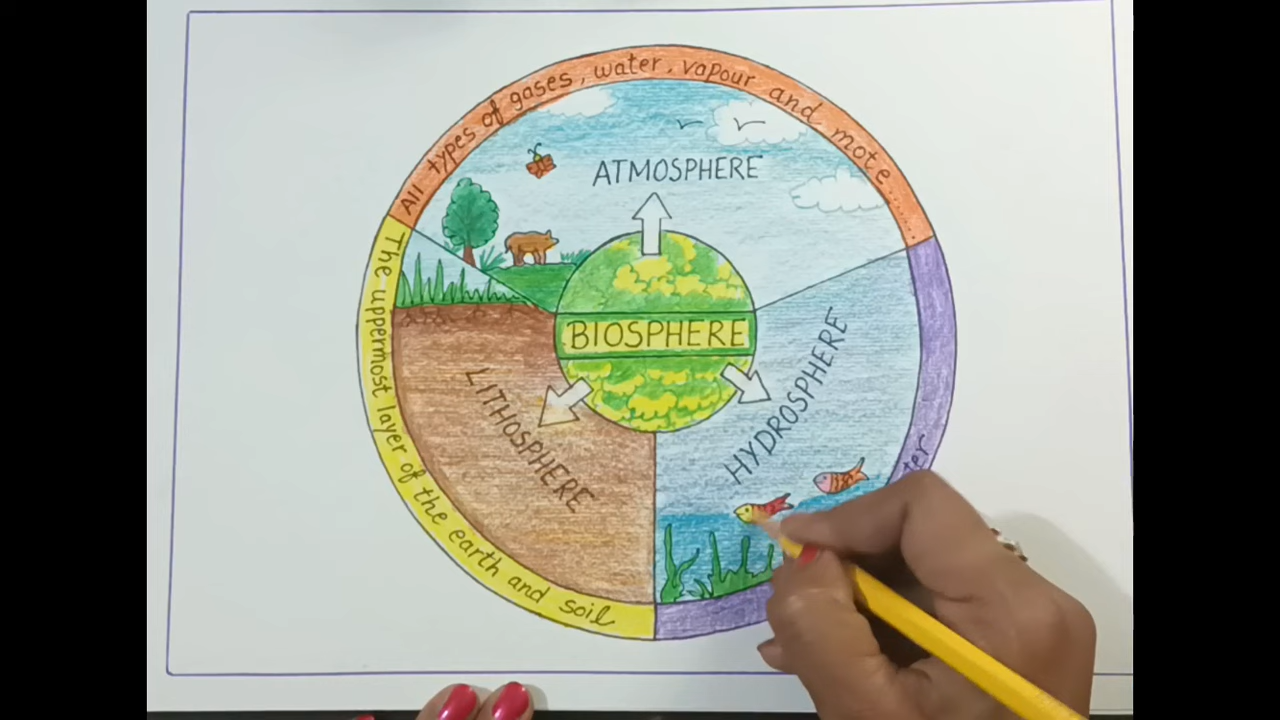 All types of gases, water, vapour and mote......
ATMOSPHERE
BIOSPHERE
HYDROSPHERE
LITHOSPHERE
The uppermost layer of the earth and soil